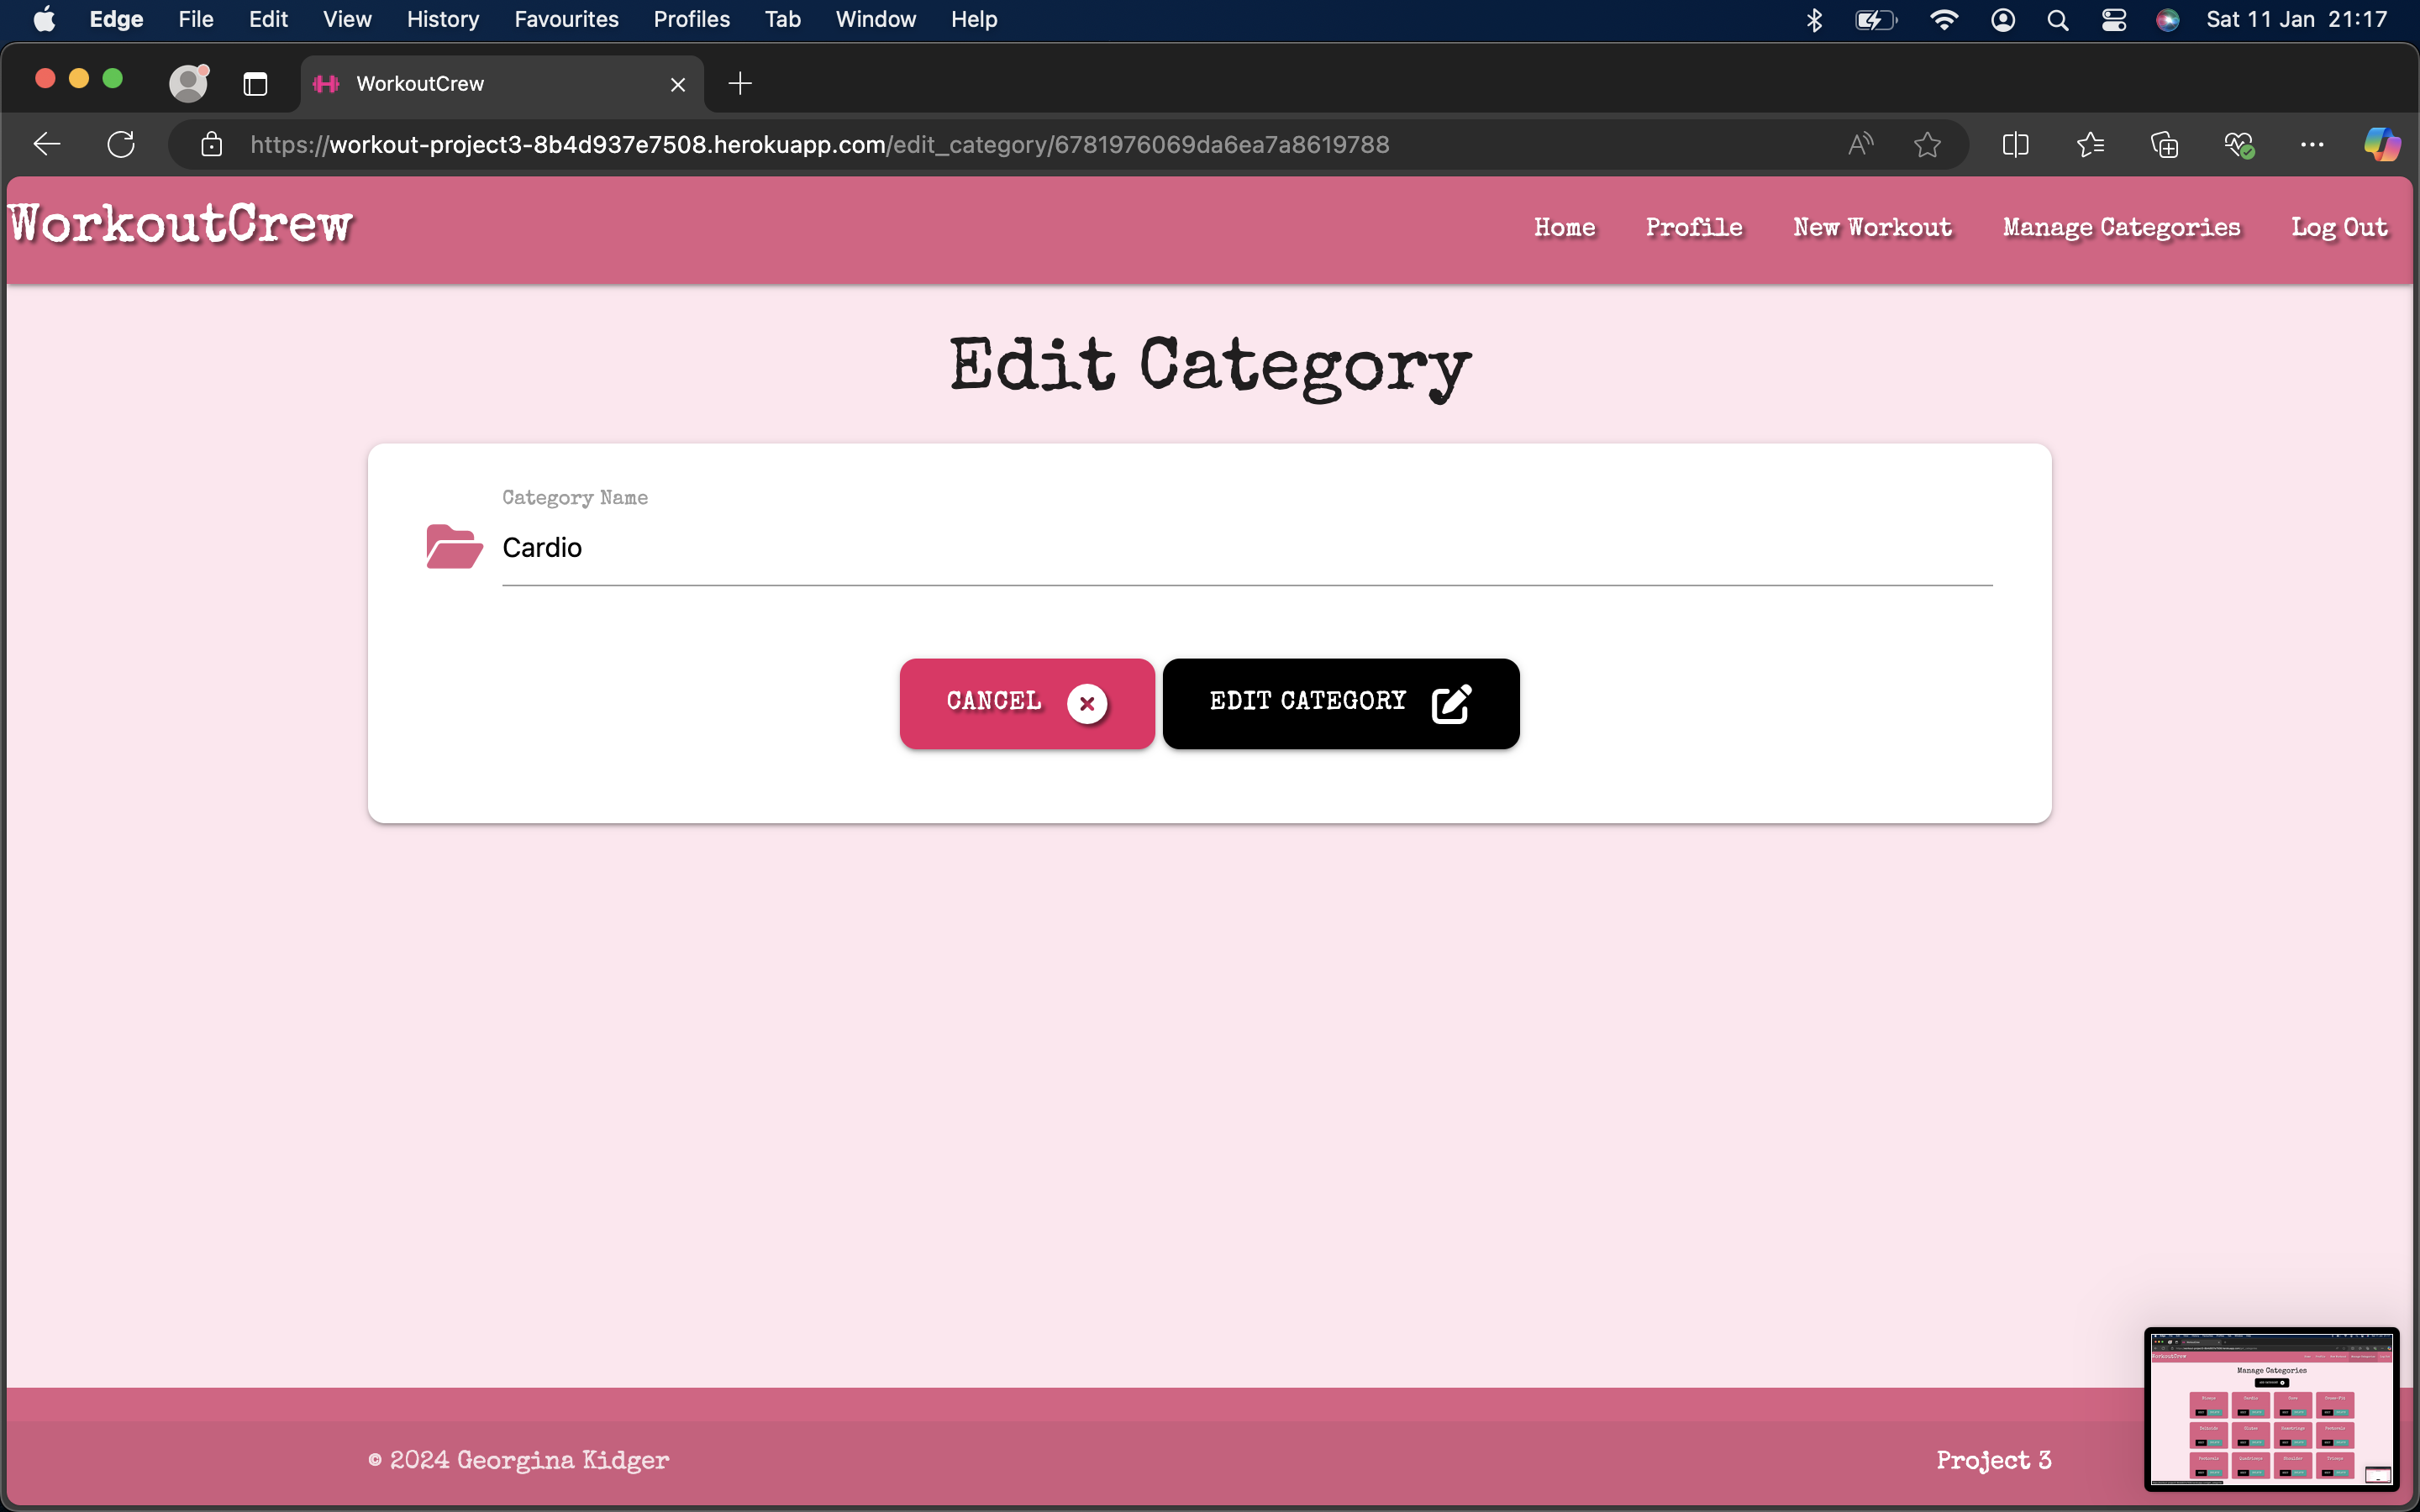 Edge File Edit View History Favourites Profiles Tab Window Help Sat 11 Jan 21:17
WorkoutCrew
https://workout-project3-8b4d937e7508.herokuapp.com/edit_category/6781976069da6ea7a8619788
WorkoutCrew Home Profile New Workout Manage Categories Log Out
Edit Category
Category Name
Cardio
CANCEL EDIT CATEGORY
Manage Categories
© 2024 Georgina Kidger Project 3